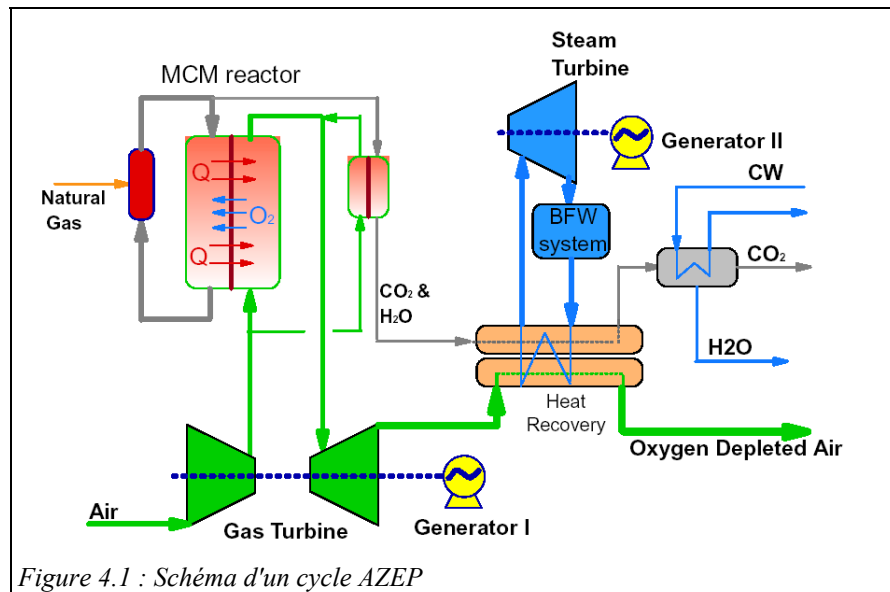 Steam
Turbine
MCM reactor
Generator II
CW
Natural
Gas
Q
O₂
Q
BFW
system
CO₂
CO₂ &
H₂O
H2O
Heat
Recovery
Oxygen Depleted Air
Air
Gas Turbine
Generator I
Figure 4.1 : Schéma d'un cycle AZEP